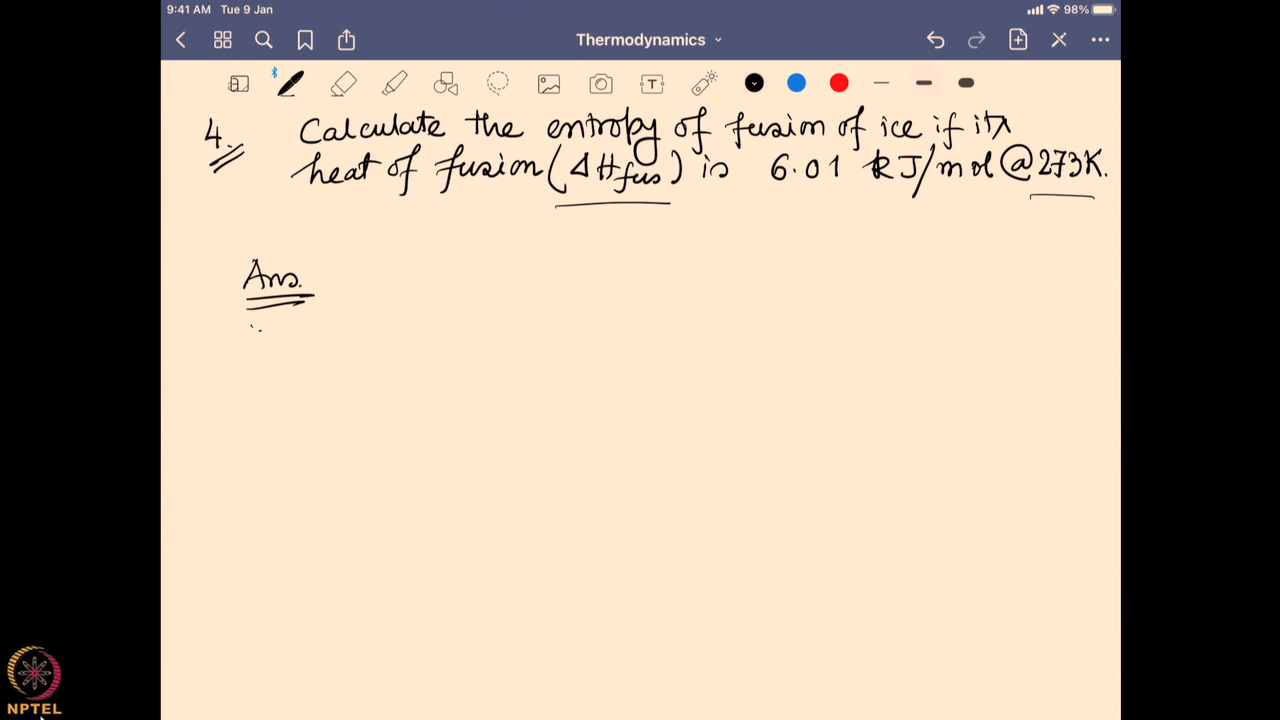 9:41 AM Tue 9 Jan
98%
Thermodynamics
T
4. Calculate the entropy of fusion of ice if its
heat of fusion (ΔHfus) is 6.01 kJ/mol @ 273K.
Ans.
NPTEL